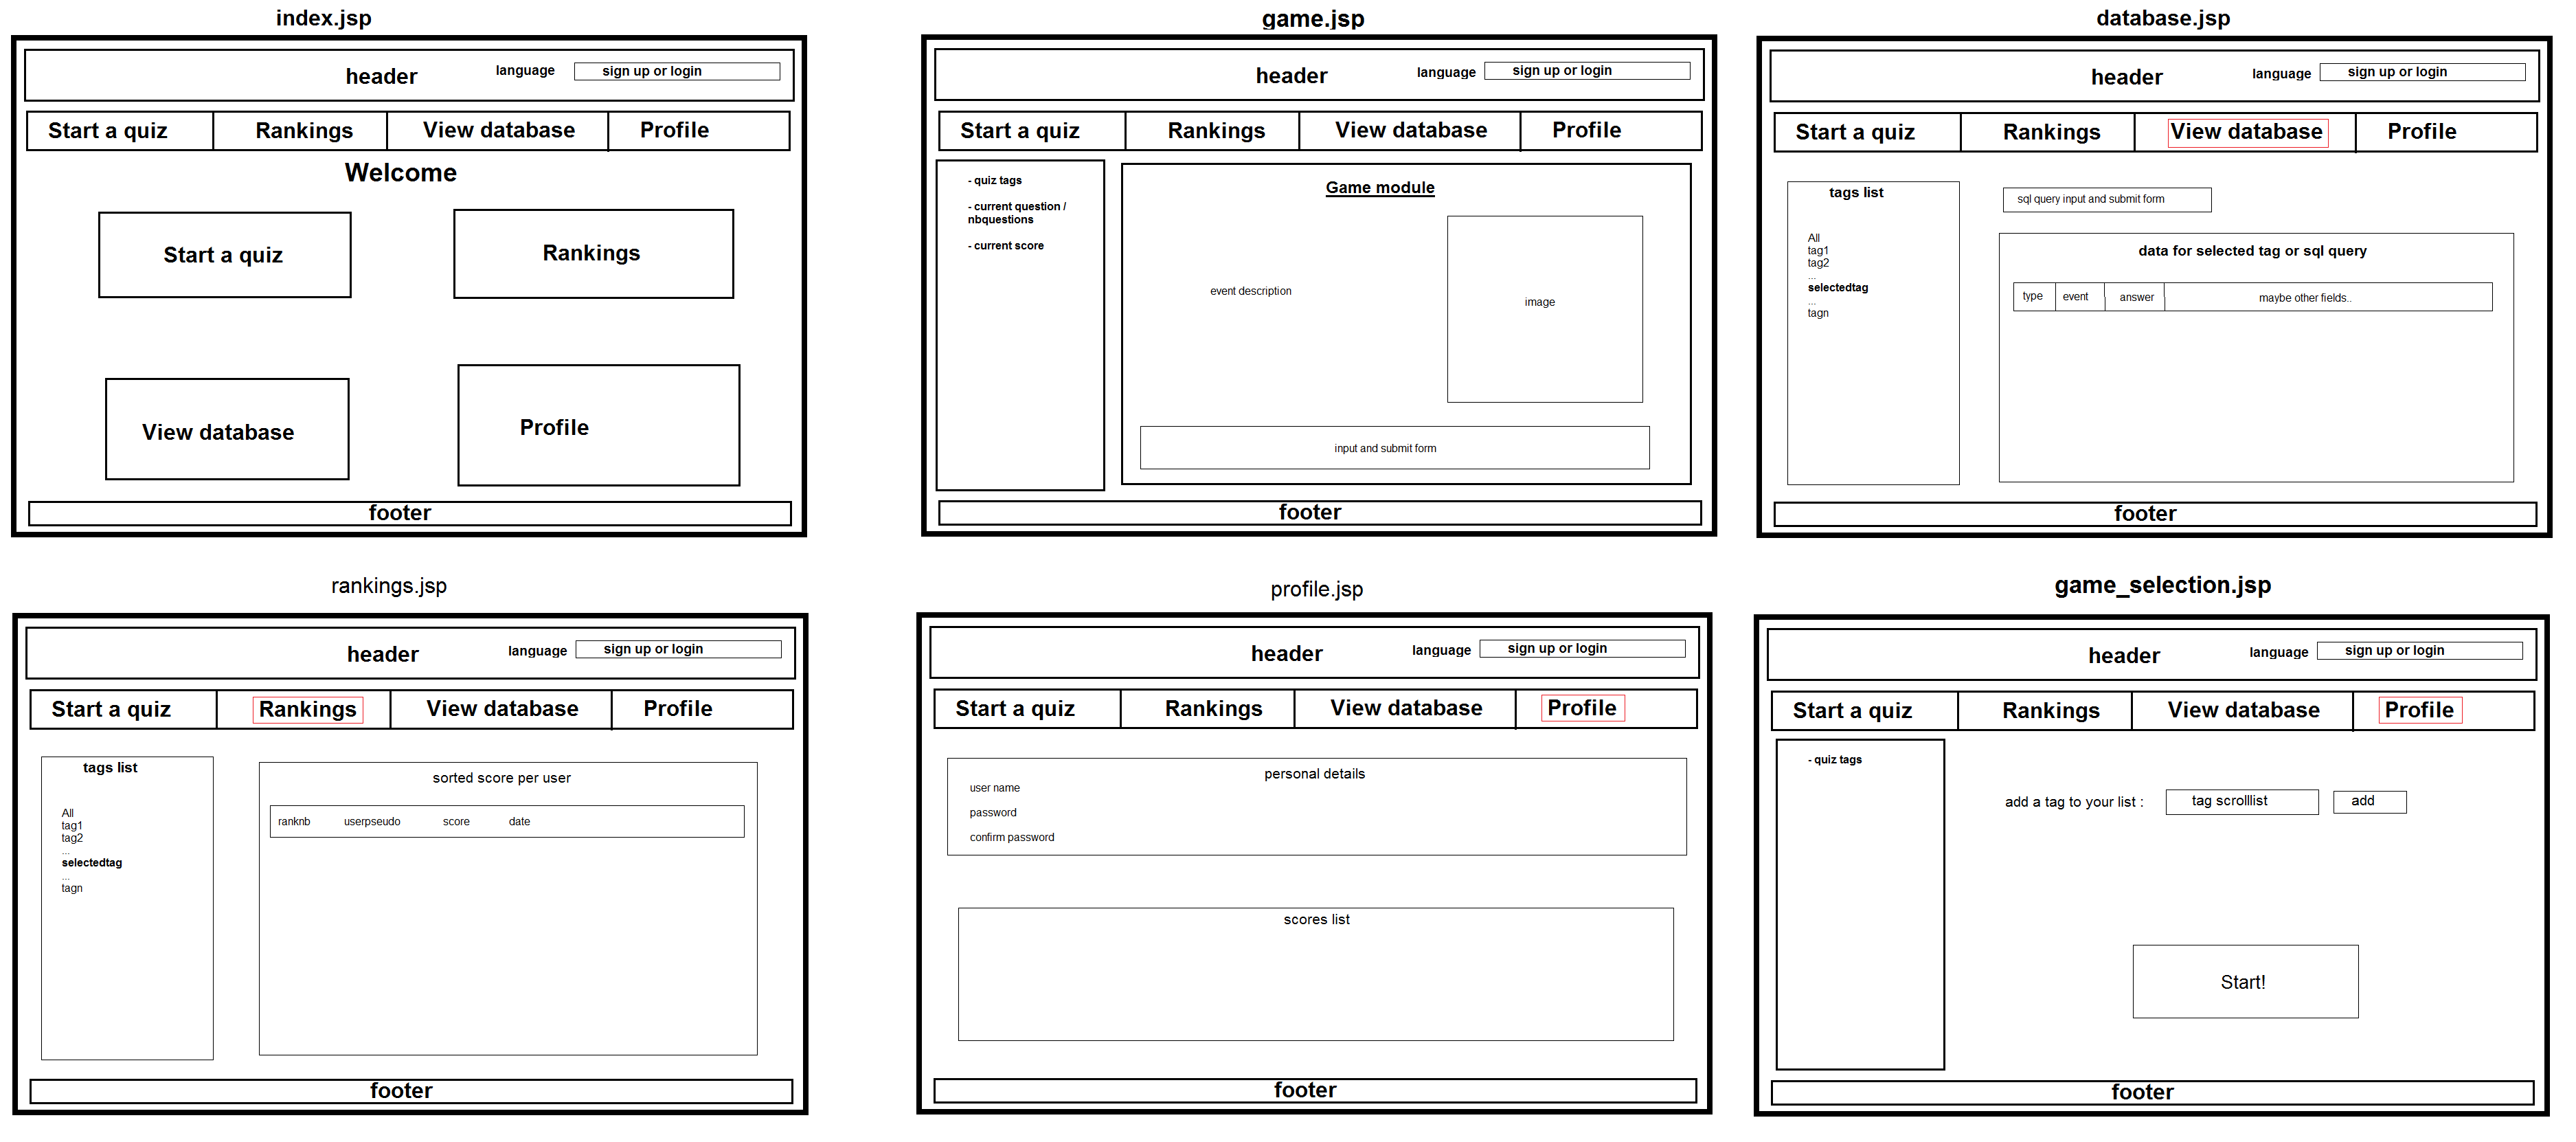 index.jsp
header
language
sign up or login
Start a quiz
Rankings
View database
Profile
Welcome
Start a quiz
Rankings
View database
Profile
footer
game.jsp
header
language
sign up or login
Start a quiz
Rankings
View database
Profile
- quiz tags
- current question /
nbquestions
- current score
Game module
event description
image
input and submit form
footer
database.jsp
header
language
sign up or login
Start a quiz
Rankings
View database
Profile
tags list
All
tag1
tag2
...
selectedtag
...
tagn
sql query input and submit form
data for selected tag or sql query
type
event
answer
maybe other fields..
footer
rankings.jsp
header
language
sign up or login
Start a quiz
Rankings
View database
Profile
tags list
All
tag1
tag2
...
selectedtag
...
tagn
sorted score per user
ranknb
userpseudo
score
date
footer
profile.jsp
header
language
sign up or login
Start a quiz
Rankings
View database
Profile
personal details
user name
password
confirm password
scores list
footer
game_selection.jsp
header
language
sign up or login
Start a quiz
Rankings
View database
Profile
- quiz tags
add a tag to your list :
tag scrolllist
add
Start!
footer